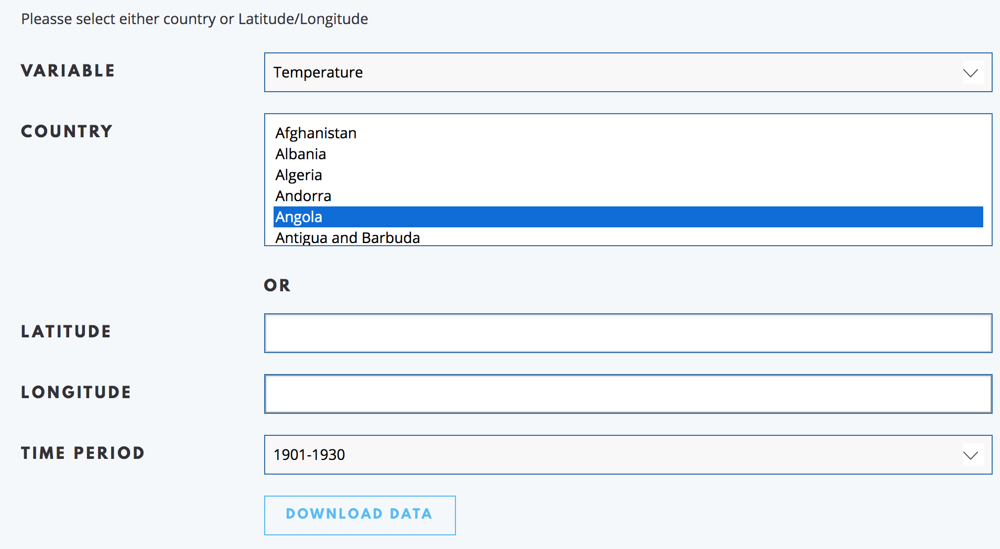 Pleasse select either country or Latitude/Longitude
VARIABLE
Temperature
COUNTRY
Afghanistan
Albania
Algeria
Andorra
Angola
Antigua and Barbuda
OR
LATITUDE
LONGITUDE
TIME PERIOD
1901-1930
DOWNLOAD DATA